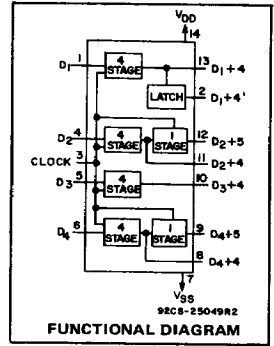 VDD
14
D1 1 4 STAGE 13 D1+4
LATCH 2 D1+4'
D2 4 4 STAGE 1 STAGE 12 D2+5
11 D2+4
CLOCK 3
D3 5 4 STAGE 10 D3+4
D4 6 4 STAGE 1 STAGE 9 D4+5
8 D4+4
7
VSS
92CS-25049R2
FUNCTIONAL DIAGRAM